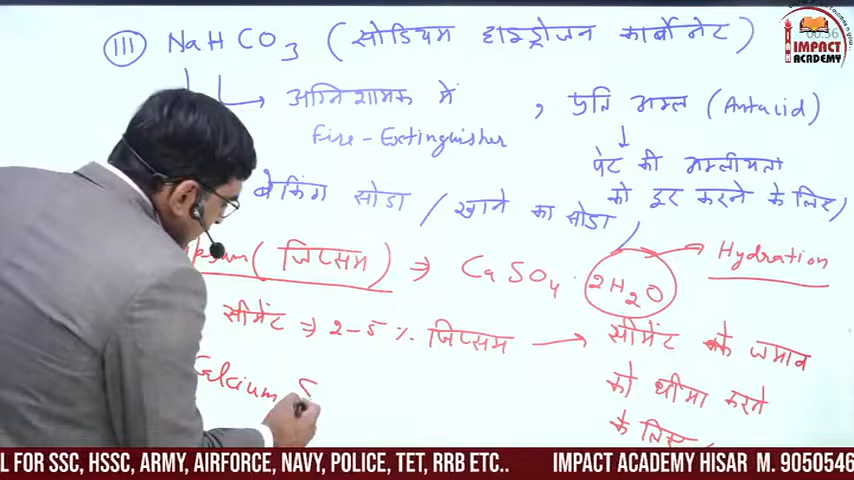 III NaHCO3 (सोडियम हाइड्रोजन कार्बोनेट)
अग्निशामक में, प्रति अम्ल (Antacid)
Fire-Extinguisher
पेट की अम्लीयता
को दूर करने के लिए
बेकिंग सोडा / खाने का सोडा
(जिप्सम) ⇒ CaSO4·2H2O → Hydration
सीमेंट ⇒ 2-5% जिप्सम → सीमेंट के जमाव
को धीमा करने
के लिए
Calcium S
00:56
IMPACT
ACADEMY
L FOR SSC, HSSC, ARMY, AIRFORCE, NAVY, POLICE, TET, RRB ETC.. IMPACT ACADEMY HISAR M. 9050546